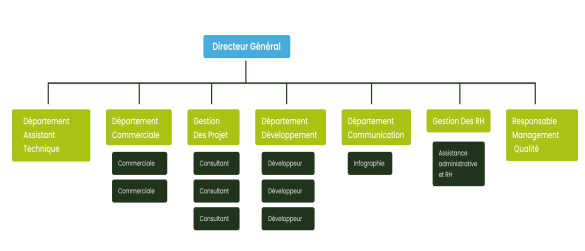 Directeur Général
Département
Assistant
Technique
Département
Commerciale
Commerciale
Commerciale
Gestion
Des Projet
Consultant
Consultant
Consultant
Département
Développement
Développeur
Développeur
Développeur
Département
Communication
Infographie
Gestion Des RH
Assistance
administrative
et RH
Responsable
Management
Qualité